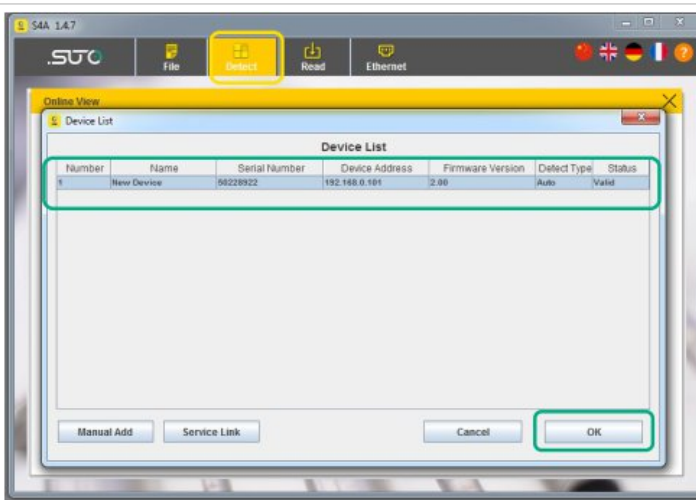 S4A 1.4.7
.SUTO
File
Detect
Read
Ethernet
Online View
Device List
Device List
Number Name Serial Number Device Address Firmware Version Detect Type Status
1 New Device 50228922 192.168.0.101 2.00 Auto Valid
Manual Add Service Link Cancel OK